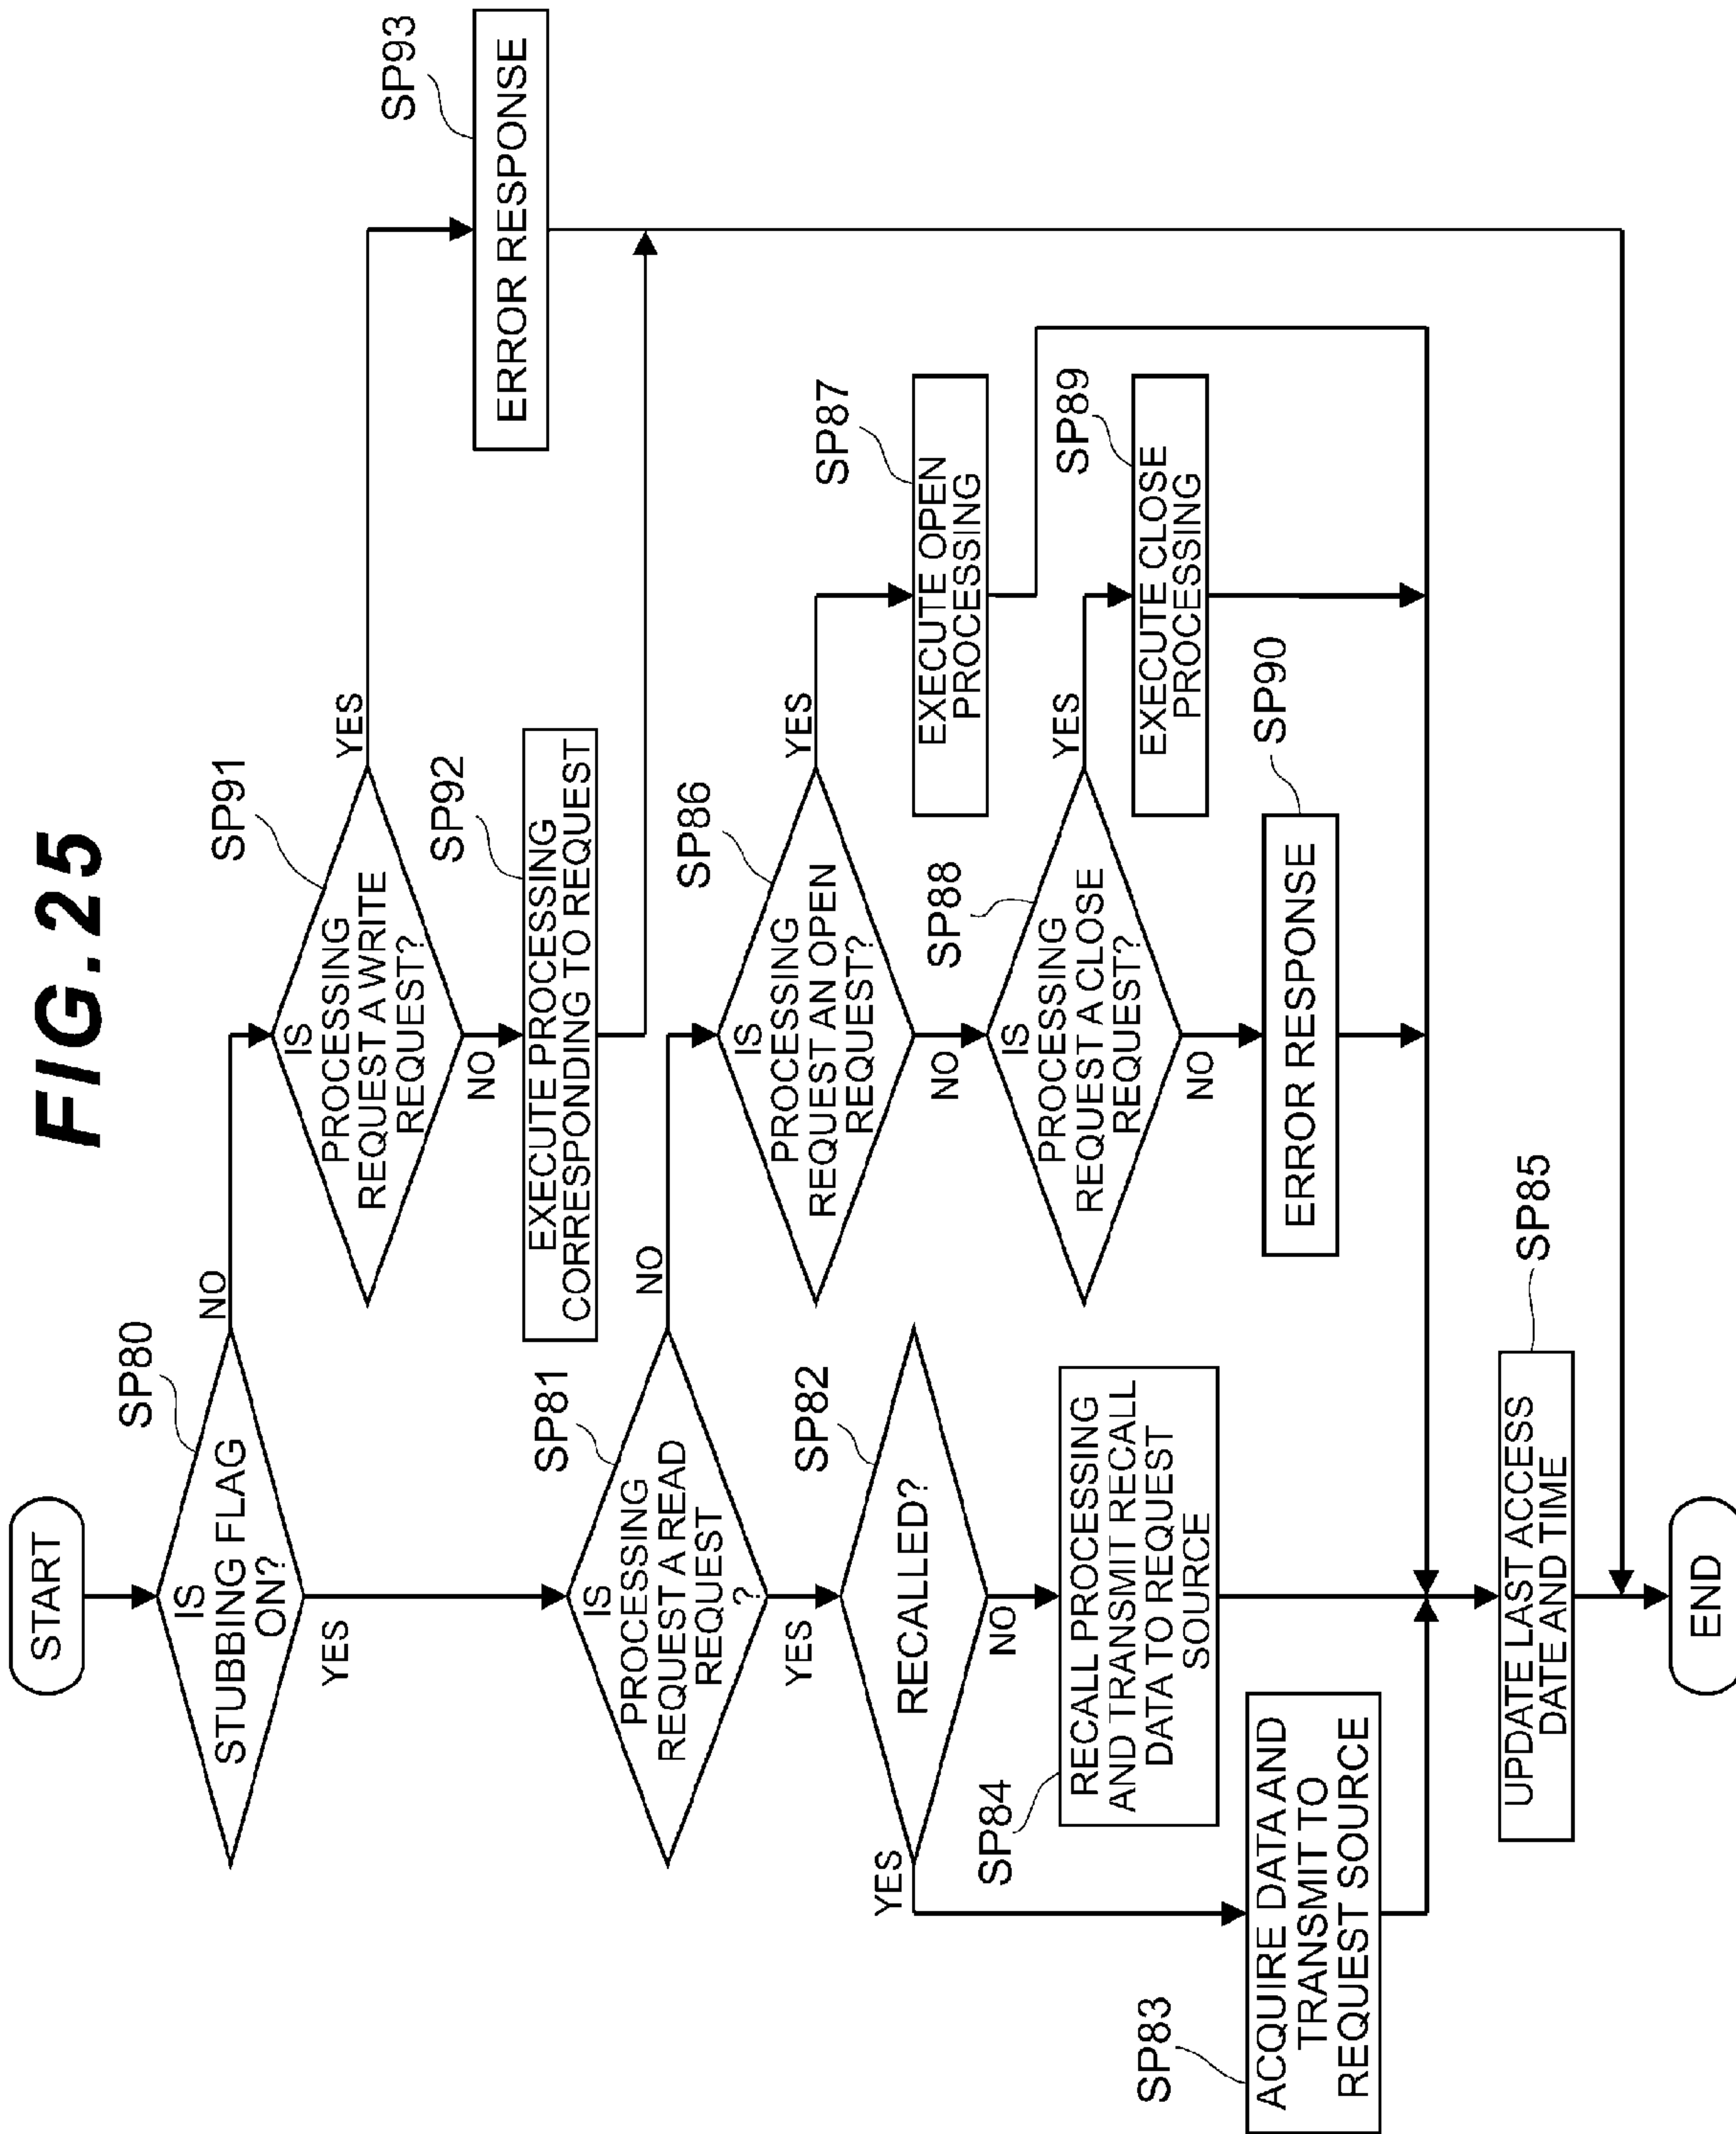 FIG.25
START
SP80
IS
STUBBING FLAG
ON?
NO
YES
SP91
IS
PROCESSING
REQUEST A WRITE
REQUEST?
YES
NO
SP92
EXECUTE PROCESSING
CORRESPONDING TO REQUEST
SP93
ERROR RESPONSE
SP81
IS
PROCESSING
REQUEST A READ
REQUEST
?
NO
YES
SP86
IS
PROCESSING
REQUEST AN OPEN
REQUEST?
YES
NO
SP87
EXECUTE OPEN
PROCESSING
SP82
RECALLED?
YES
NO
SP88
IS
PROCESSING
REQUEST A CLOSE
REQUEST?
YES
NO
SP89
EXECUTE CLOSE
PROCESSING
SP84
RECALL PROCESSING
AND TRANSMIT RECALL
DATA TO REQUEST
SOURCE
SP83
ACQUIRE DATA AND
TRANSMIT TO
REQUEST SOURCE
SP90
ERROR RESPONSE
SP85
UPDATE LAST ACCESS
DATE AND TIME
END